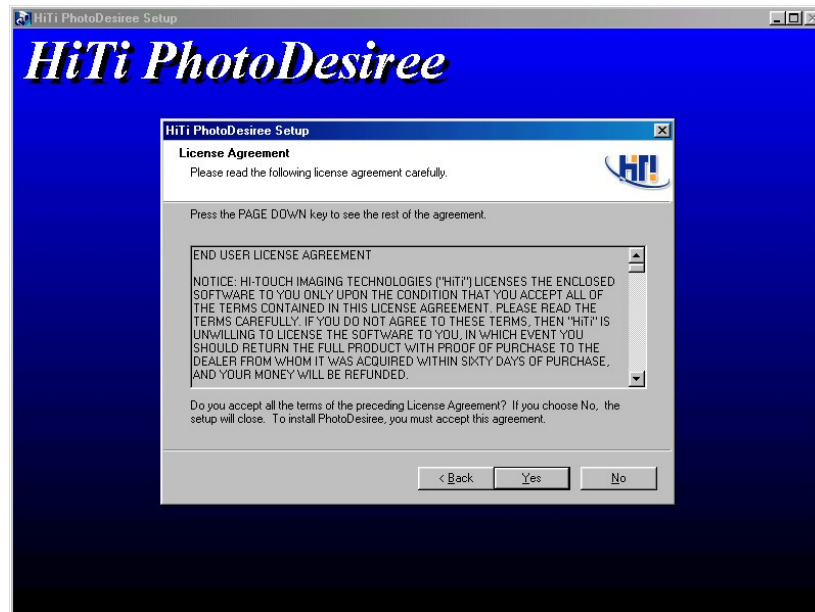 HiTi PhotoDesiree Setup
HiTi PhotoDesiree
HiTi PhotoDesiree Setup
License Agreement
Please read the following license agreement carefully.
HiTi
Press the PAGE DOWN key to see the rest of the agreement.
END USER LICENSE AGREEMENT
NOTICE: HI-TOUCH IMAGING TECHNOLOGIES ("HiTi") LICENSES THE ENCLOSED
SOFTWARE TO YOU ONLY UPON THE CONDITION THAT YOU ACCEPT ALL OF
THE TERMS CONTAINED IN THIS LICENSE AGREEMENT. PLEASE READ THE
TERMS CAREFULLY. IF YOU DO NOT AGREE TO THESE TERMS, THEN "HiTi" IS
UNWILLING TO LICENSE THE SOFTWARE TO YOU, IN WHICH EVENT YOU
SHOULD RETURN THE FULL PRODUCT WITH PROOF OF PURCHASE TO THE
DEALER FROM WHOM IT WAS ACQUIRED WITHIN SIXTY DAYS OF PURCHASE,
AND YOUR MONEY WILL BE REFUNDED.
Do you accept all the terms of the preceding License Agreement? If you choose No, the
setup will close. To install PhotoDesiree, you must accept this agreement.
< Back Yes No